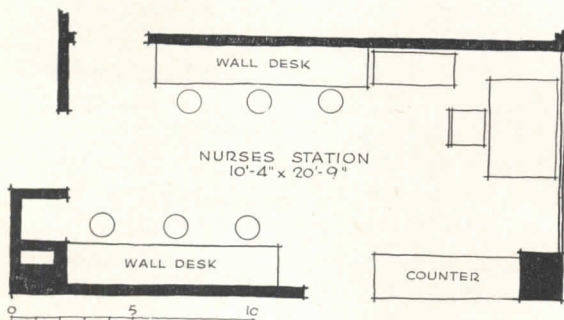 WALL DESK
NURSES STATION
10'-4" x 20'-9"
WALL DESK
COUNTER
0 5 10